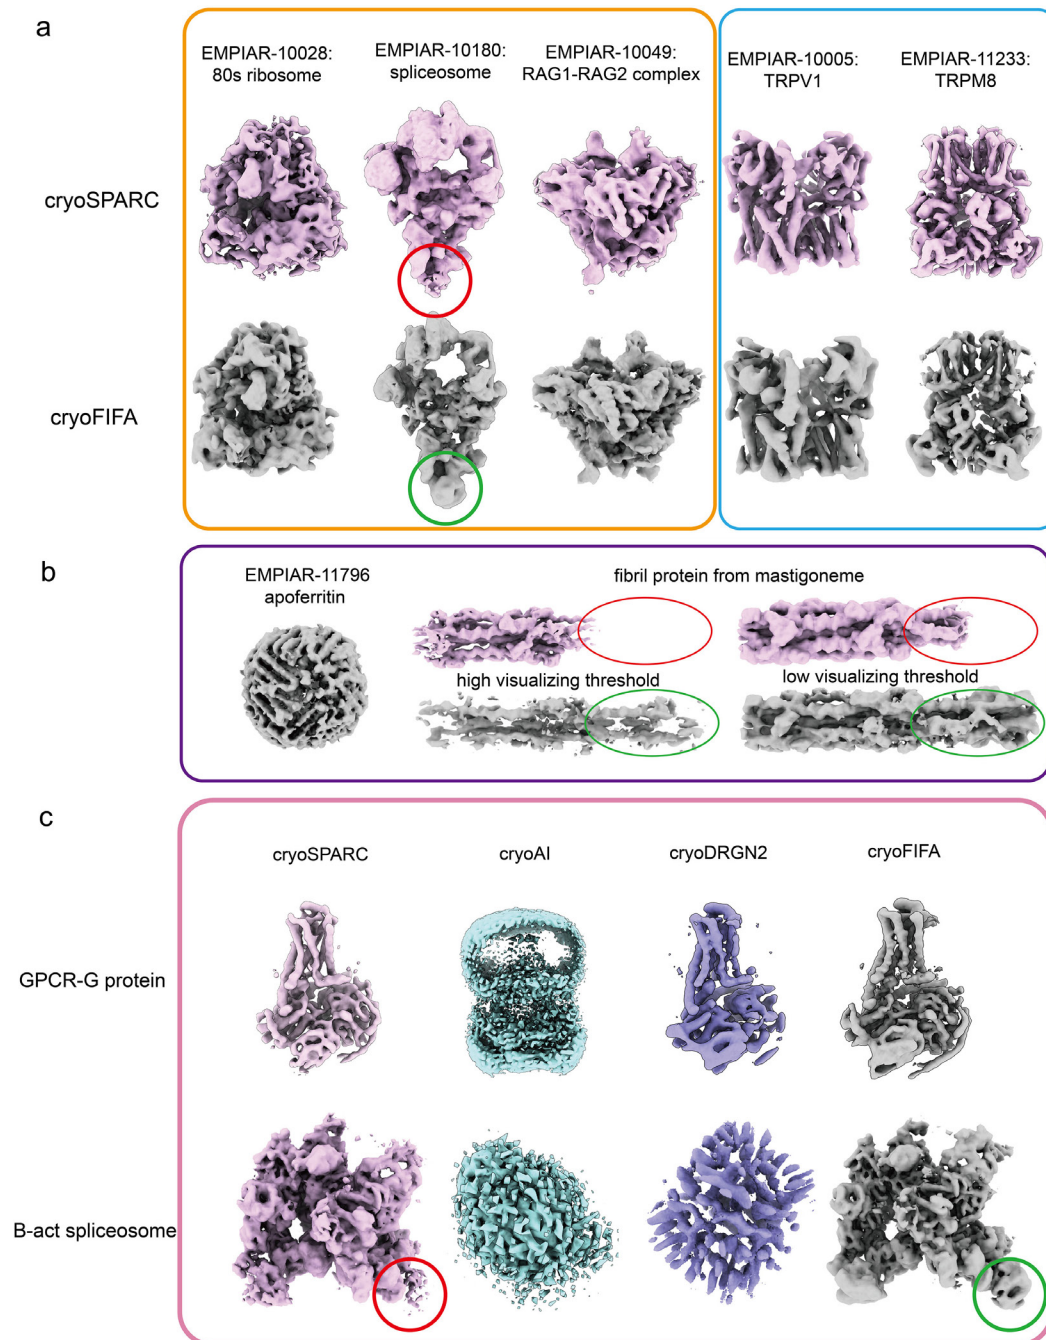 a
EMPIAR-10028:
80s ribosome
EMPIAR-10180:
spliceosome
EMPIAR-10049:
RAG1-RAG2 complex
EMPIAR-10005:
TRPV1
EMPIAR-11233:
TRPM8
cryoSPARC
cryoFIFA
b
EMPIAR-11796
apoferritin
fibril protein from mastigoneme
high visualizing threshold
low visualizing threshold
c
cryoSPARC
cryoAI
cryoDRGN2
cryoFIFA
GPCR-G protein
B-act spliceosome